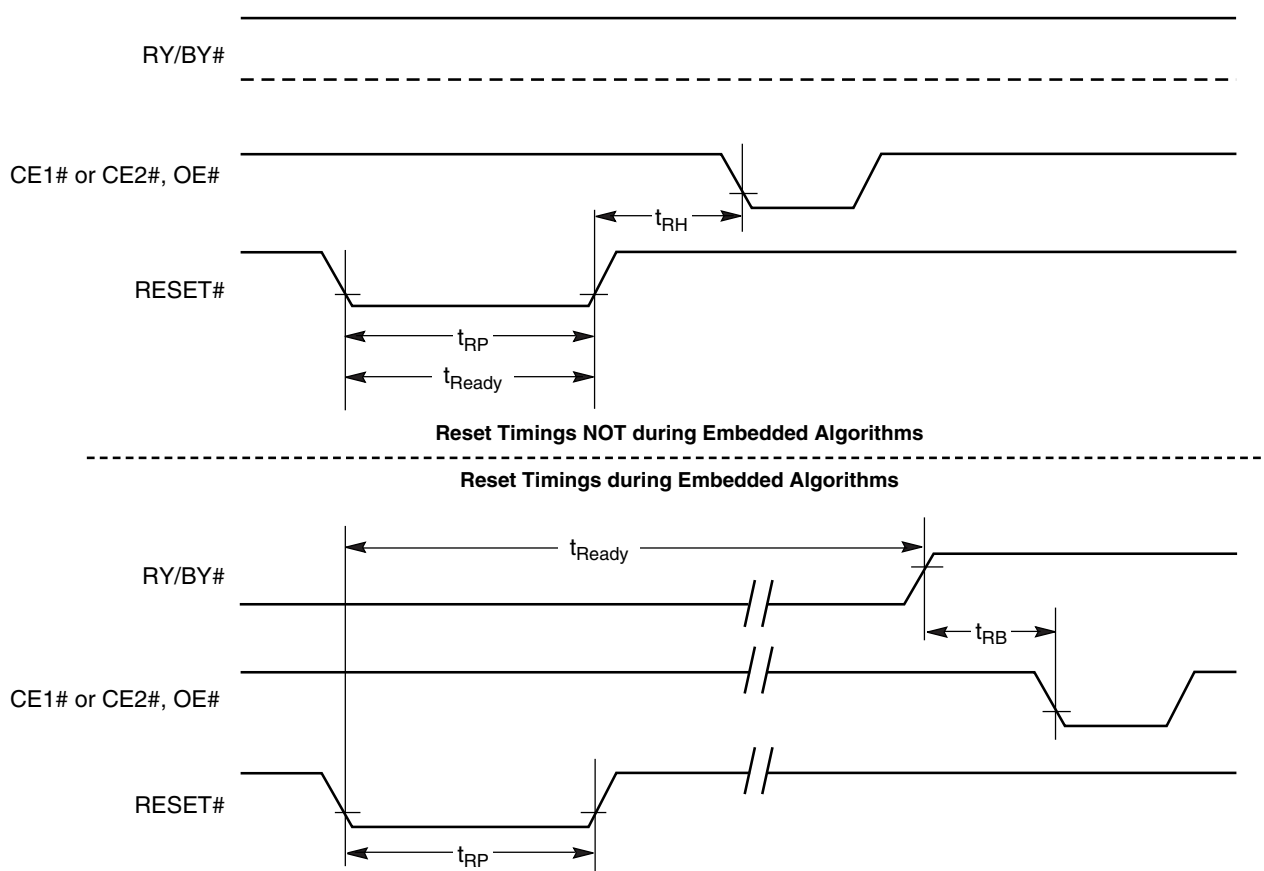 RY/BY#
CE1# or CE2#, OE#
tRH
RESET#
tRP
tReady
Reset Timings NOT during Embedded Algorithms
Reset Timings during Embedded Algorithms
tReady
RY/BY#
tRB
CE1# or CE2#, OE#
RESET#
tRP